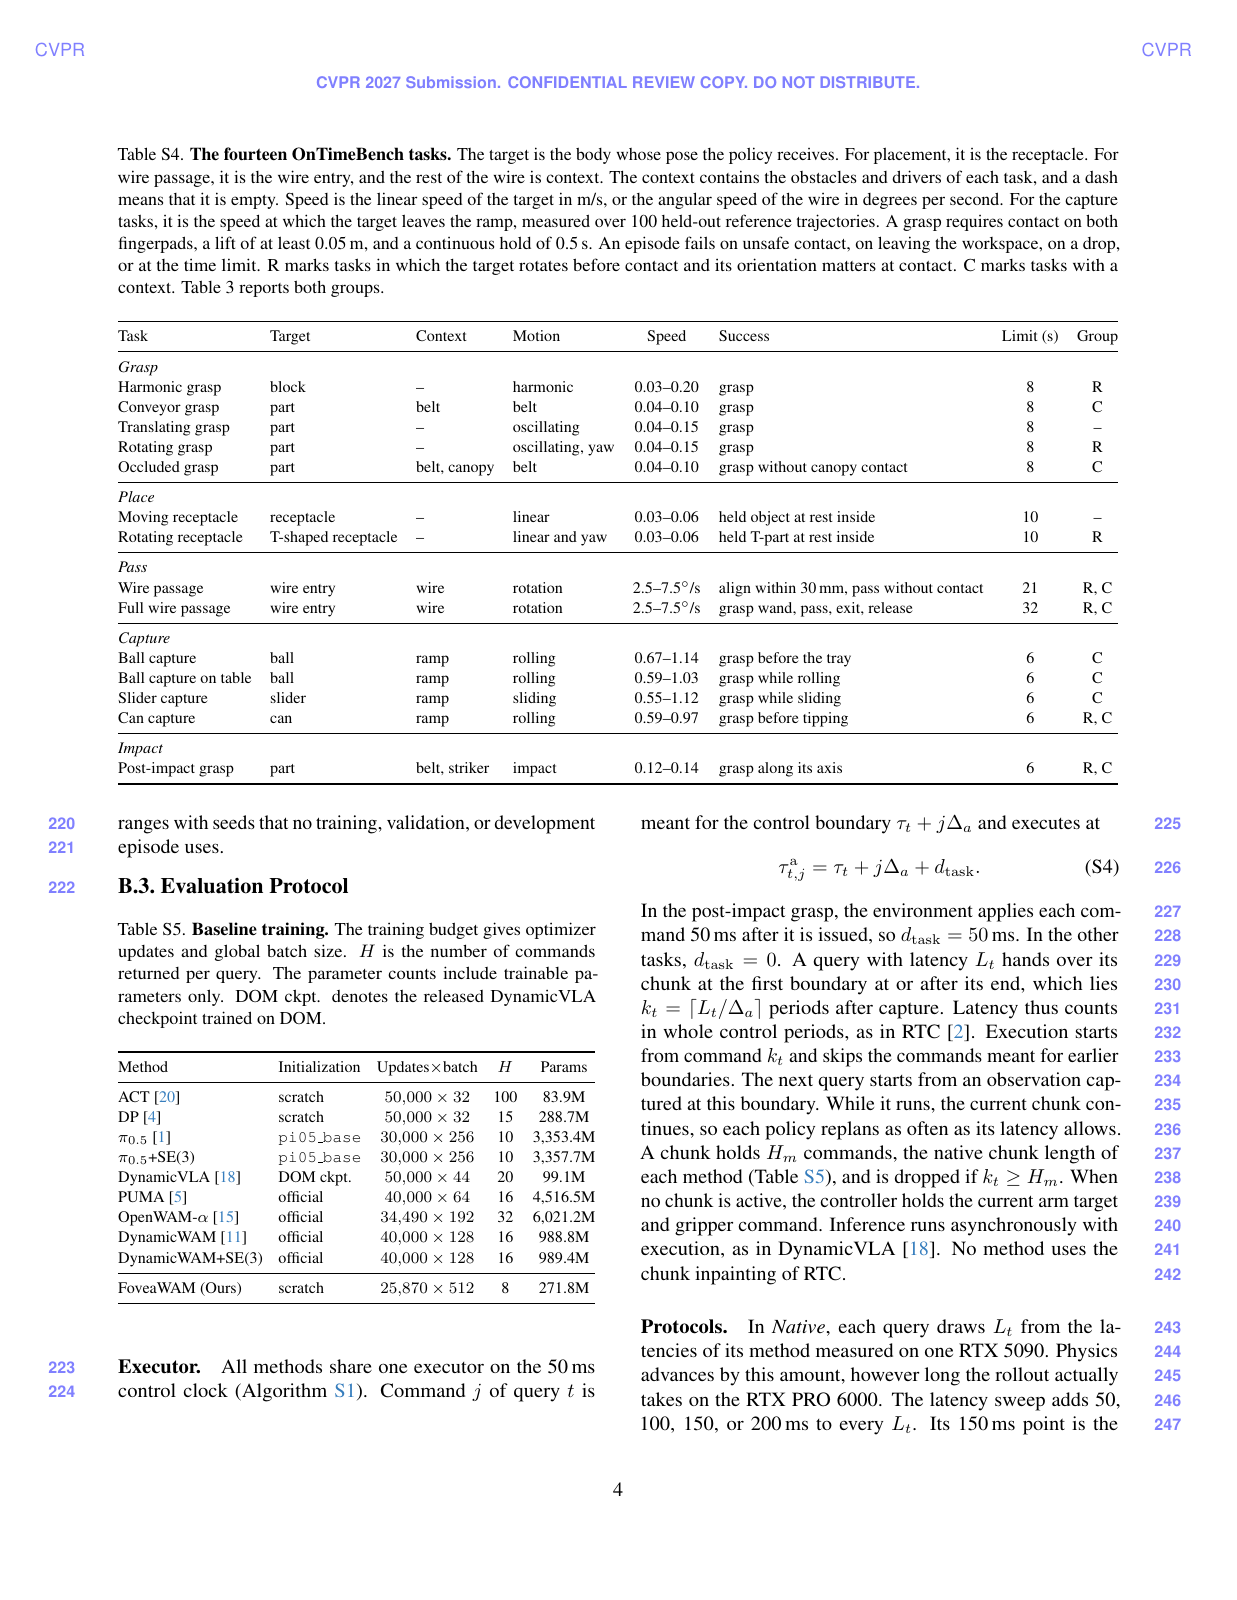 CVPR
CVPR
CVPR 2027 Submission. CONFIDENTIAL REVIEW COPY. DO NOT DISTRIBUTE.
Table S4. The fourteen OnTimeBench tasks. The target is the body whose pose the policy receives. For placement, it is the receptacle. For
wire passage, it is the wire entry, and the rest of the wire is context. The context contains the obstacles and drivers of each task, and a dash
means that it is empty. Speed is the linear speed of the target in m/s, or the angular speed of the wire in degrees per second. For the capture
tasks, it is the speed at which the target leaves the ramp, measured over 100 held-out reference trajectories. A grasp requires contact on both
fingerpads, a lift of at least 0.05 m, and a continuous hold of 0.5 s. An episode fails on unsafe contact, on leaving the workspace, on a drop,
or at the time limit. R marks tasks in which the target rotates before contact and its orientation matters at contact. C marks tasks with a
context. Table 3 reports both groups.
Task Target Context Motion Speed Success Limit (s) Group
Grasp
Harmonic grasp block – harmonic 0.03–0.20 grasp 8 R
Conveyor grasp part belt belt 0.04–0.10 grasp 8 C
Translating grasp part – oscillating 0.04–0.15 grasp 8 –
Rotating grasp part – oscillating, yaw 0.04–0.15 grasp 8 R
Occluded grasp part belt, canopy belt 0.04–0.10 grasp without canopy contact 8 C
Place
Moving receptacle receptacle – linear 0.03–0.06 held object at rest inside 10 –
Rotating receptacle T-shaped receptacle – linear and yaw 0.03–0.06 held T-part at rest inside 10 R
Pass
Wire passage wire entry wire rotation 2.5–7.5°/s align within 30 mm, pass without contact 21 R, C
Full wire passage wire entry wire rotation 2.5–7.5°/s grasp wand, pass, exit, release 32 R, C
Capture
Ball capture ball ramp rolling 0.67–1.14 grasp before the tray 6 C
Ball capture on table ball ramp rolling 0.59–1.03 grasp while rolling 6 C
Slider capture slider ramp sliding 0.55–1.12 grasp while sliding 6 C
Can capture can ramp rolling 0.59–0.97 grasp before tipping 6 R, C
Impact
Post-impact grasp part belt, striker impact 0.12–0.14 grasp along its axis 6 R, C
220 ranges with seeds that no training, validation, or development
221 episode uses.
222 B.3. Evaluation Protocol
Table S5. Baseline training. The training budget gives optimizer
updates and global batch size. H is the number of commands
returned per query. The parameter counts include trainable pa-
rameters only. DOM ckpt. denotes the released DynamicVLA
checkpoint trained on DOM.
Method Initialization Updates×batch H Params
ACT [20] scratch 50,000 × 32 100 83.9M
DP [4] scratch 50,000 × 32 15 288.7M
π0.5 [1] pi05_base 30,000 × 256 10 3,353.4M
π0.5+SE(3) pi05_base 30,000 × 256 10 3,357.7M
DynamicVLA [18] DOM ckpt. 50,000 × 44 20 99.1M
PUMA [5] official 40,000 × 64 16 4,516.5M
OpenWAM-α [15] official 34,490 × 192 32 6,021.2M
DynamicWAM [11] official 40,000 × 128 16 988.8M
DynamicWAM+SE(3) official 40,000 × 128 16 989.4M
FoveaWAM (Ours) scratch 25,870 × 512 8 271.8M
223 Executor. All methods share one executor on the 50 ms
224 control clock (Algorithm S1). Command j of query t is
meant for the control boundary τt + jΔa and executes at 225
τ^a_{t,j} = τt + jΔa + dtask. (S4) 226
In the post-impact grasp, the environment applies each com- 227
mand 50 ms after it is issued, so dtask = 50 ms. In the other 228
tasks, dtask = 0. A query with latency Lt hands over its 229
chunk at the first boundary at or after its end, which lies 230
kt = ⌈Lt/Δa⌉ periods after capture. Latency thus counts 231
in whole control periods, as in RTC [2]. Execution starts 232
from command kt and skips the commands meant for earlier 233
boundaries. The next query starts from an observation cap- 234
tured at this boundary. While it runs, the current chunk con- 235
tinues, so each policy replans as often as its latency allows. 236
A chunk holds Hm commands, the native chunk length of 237
each method (Table S5), and is dropped if kt ≥ Hm. When 238
no chunk is active, the controller holds the current arm target 239
and gripper command. Inference runs asynchronously with 240
execution, as in DynamicVLA [18]. No method uses the 241
chunk inpainting of RTC. 242
Protocols. In Native, each query draws Lt from the la- 243
tencies of its method measured on one RTX 5090. Physics 244
advances by this amount, however long the rollout actually 245
takes on the RTX PRO 6000. The latency sweep adds 50, 246
100, 150, or 200 ms to every Lt. Its 150 ms point is the 247
4